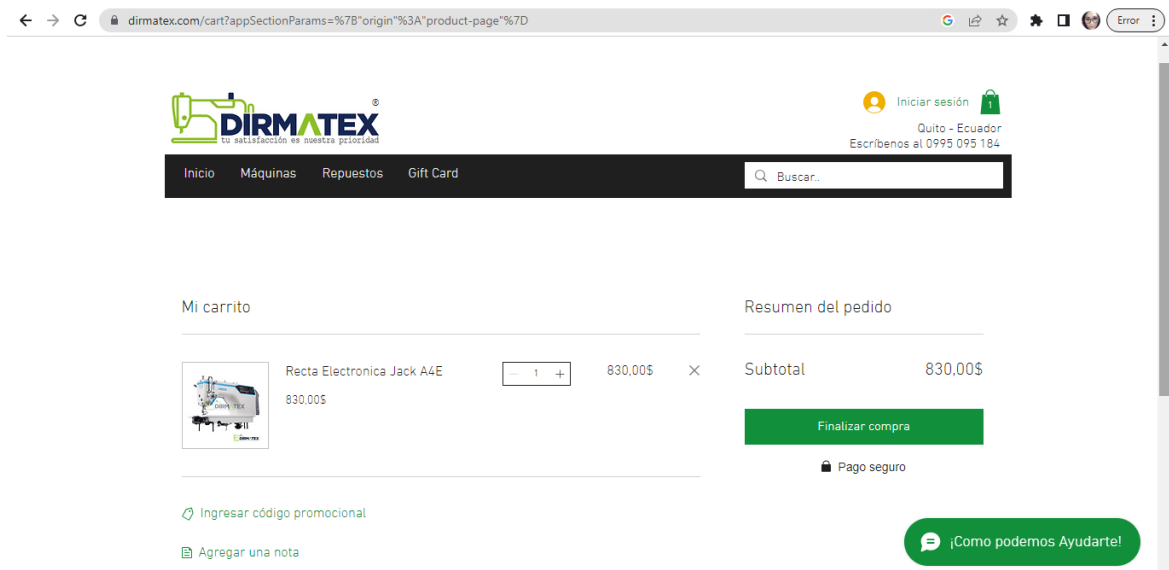 dirmatex.com/cart?appSectionParams=%7B"origin"%3A"product-page"%7D
Error
DIRMATEX®
tu satisfacción es nuestra prioridad
Iniciar sesión
1
Quito - Ecuador
Escríbenos al 0995 095 184
Inicio Máquinas Repuestos Gift Card
Buscar..
Mi carrito
Resumen del pedido
Recta Electronica Jack A4E
1
830,00$
830,00$
DIRMATEX
DIRMATEX
Subtotal 830,00$
Finalizar compra
Pago seguro
Ingresar código promocional
Agregar una nota
¡Como podemos Ayudarte!